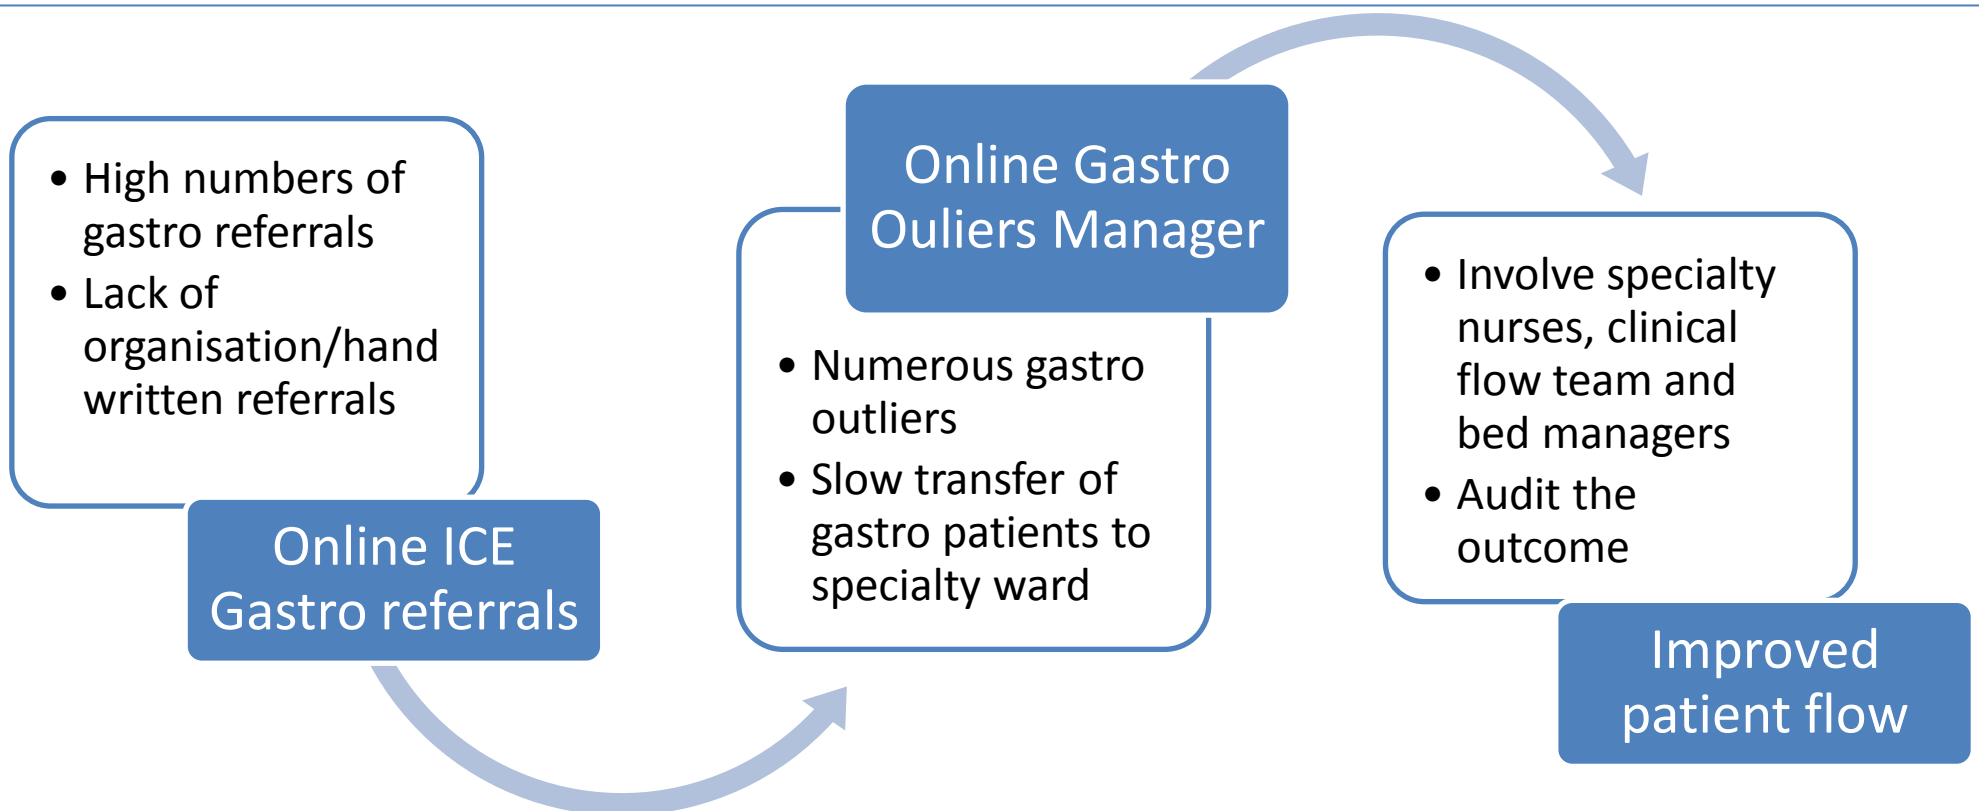 • High numbers of
gastro referrals
• Lack of
organisation/hand
written referrals
Online ICE
Gastro referrals
Online Gastro
Ouliers Manager
• Numerous gastro
outliers
• Slow transfer of
gastro patients to
specialty ward
• Involve specialty
nurses, clinical
flow team and
bed managers
• Audit the
outcome
Improved
patient flow